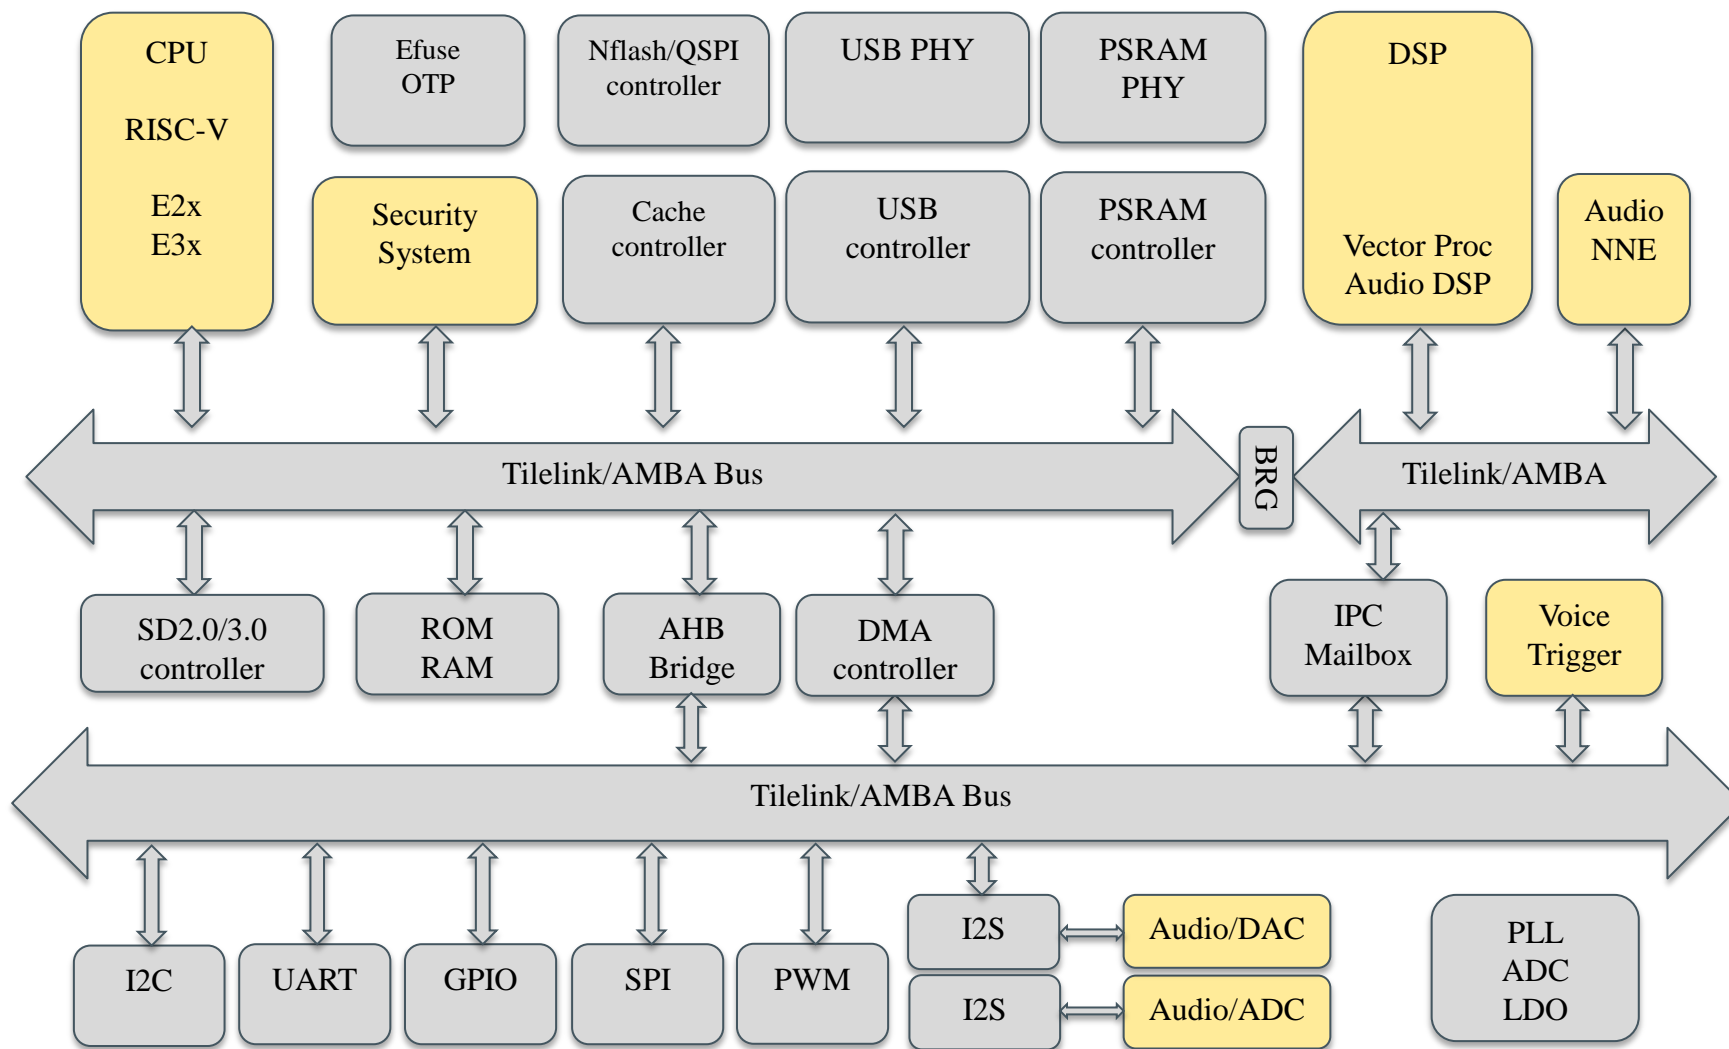 CPU
RISC-V
E2x
E3x
Efuse
OTP
Nflash/QSPI
controller
USB PHY
PSRAM
PHY
DSP
Vector Proc
Audio DSP
Security
System
Cache
controller
USB
controller
PSRAM
controller
Audio
NNE
Tilelink/AMBA Bus
BRG
Tilelink/AMBA
SD2.0/3.0
controller
ROM
RAM
AHB
Bridge
DMA
controller
IPC
Mailbox
Voice
Trigger
Tilelink/AMBA Bus
I2C
UART
GPIO
SPI
PWM
I2S
Audio/DAC
I2S
Audio/ADC
PLL
ADC
LDO